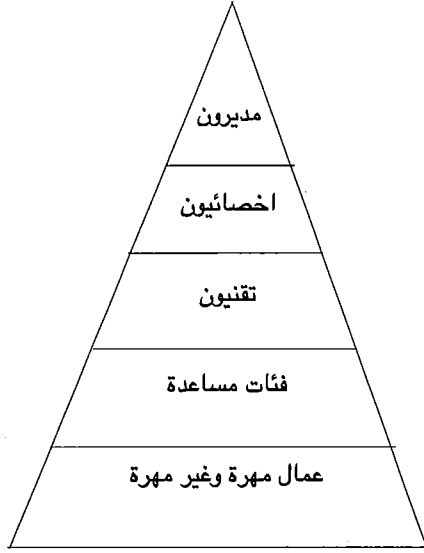 مديرون
اخصائيون
تقنيون
فئات مساعدة
عمال مهرة وغير مهرة